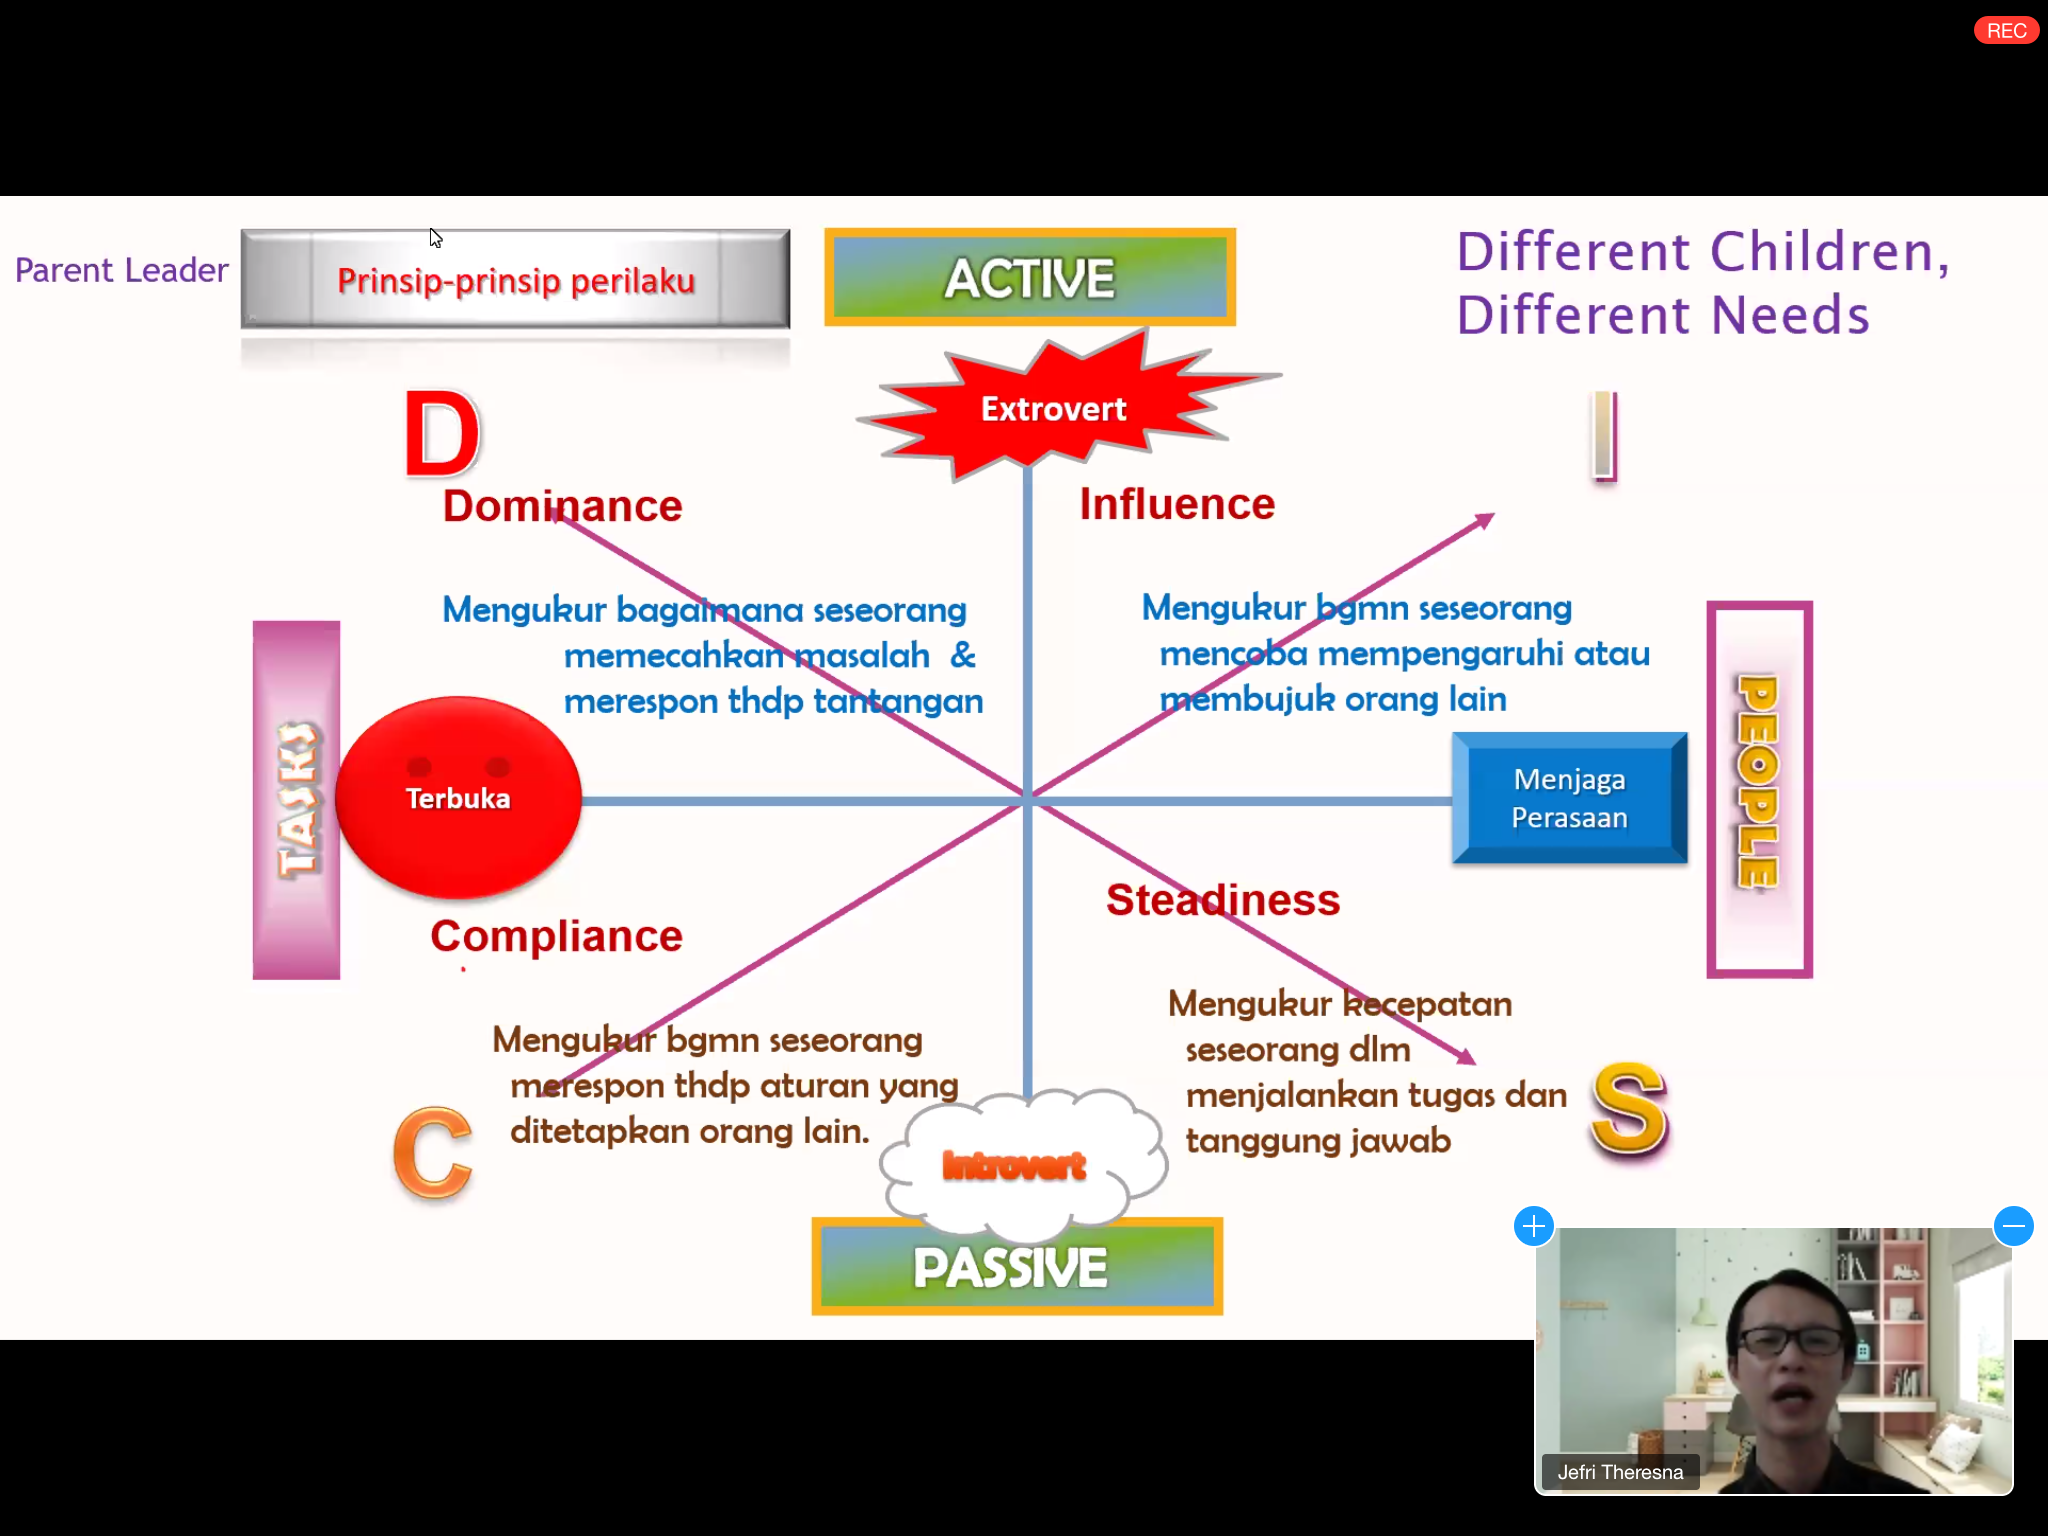 REC
Parent Leader
Prinsip-prinsip perilaku
ACTIVE
Different Children,
Different Needs
Extrovert
D
Dominance
Mengukur bagaimana seseorang
memecahkan masalah &
merespon thdp tantangan
I
Influence
Mengukur bgmn seseorang
mencoba mempengaruhi atau
membujuk orang lain
TASKS
Terbuka
Menjaga
Perasaan
PEOPLE
Compliance
Mengukur bgmn seseorang
merespon thdp aturan yang
ditetapkan orang lain.
C
Steadiness
Mengukur kecepatan
seseorang dlm
menjalankan tugas dan
tanggung jawab
S
Introvert
PASSIVE
Jefri Theresna